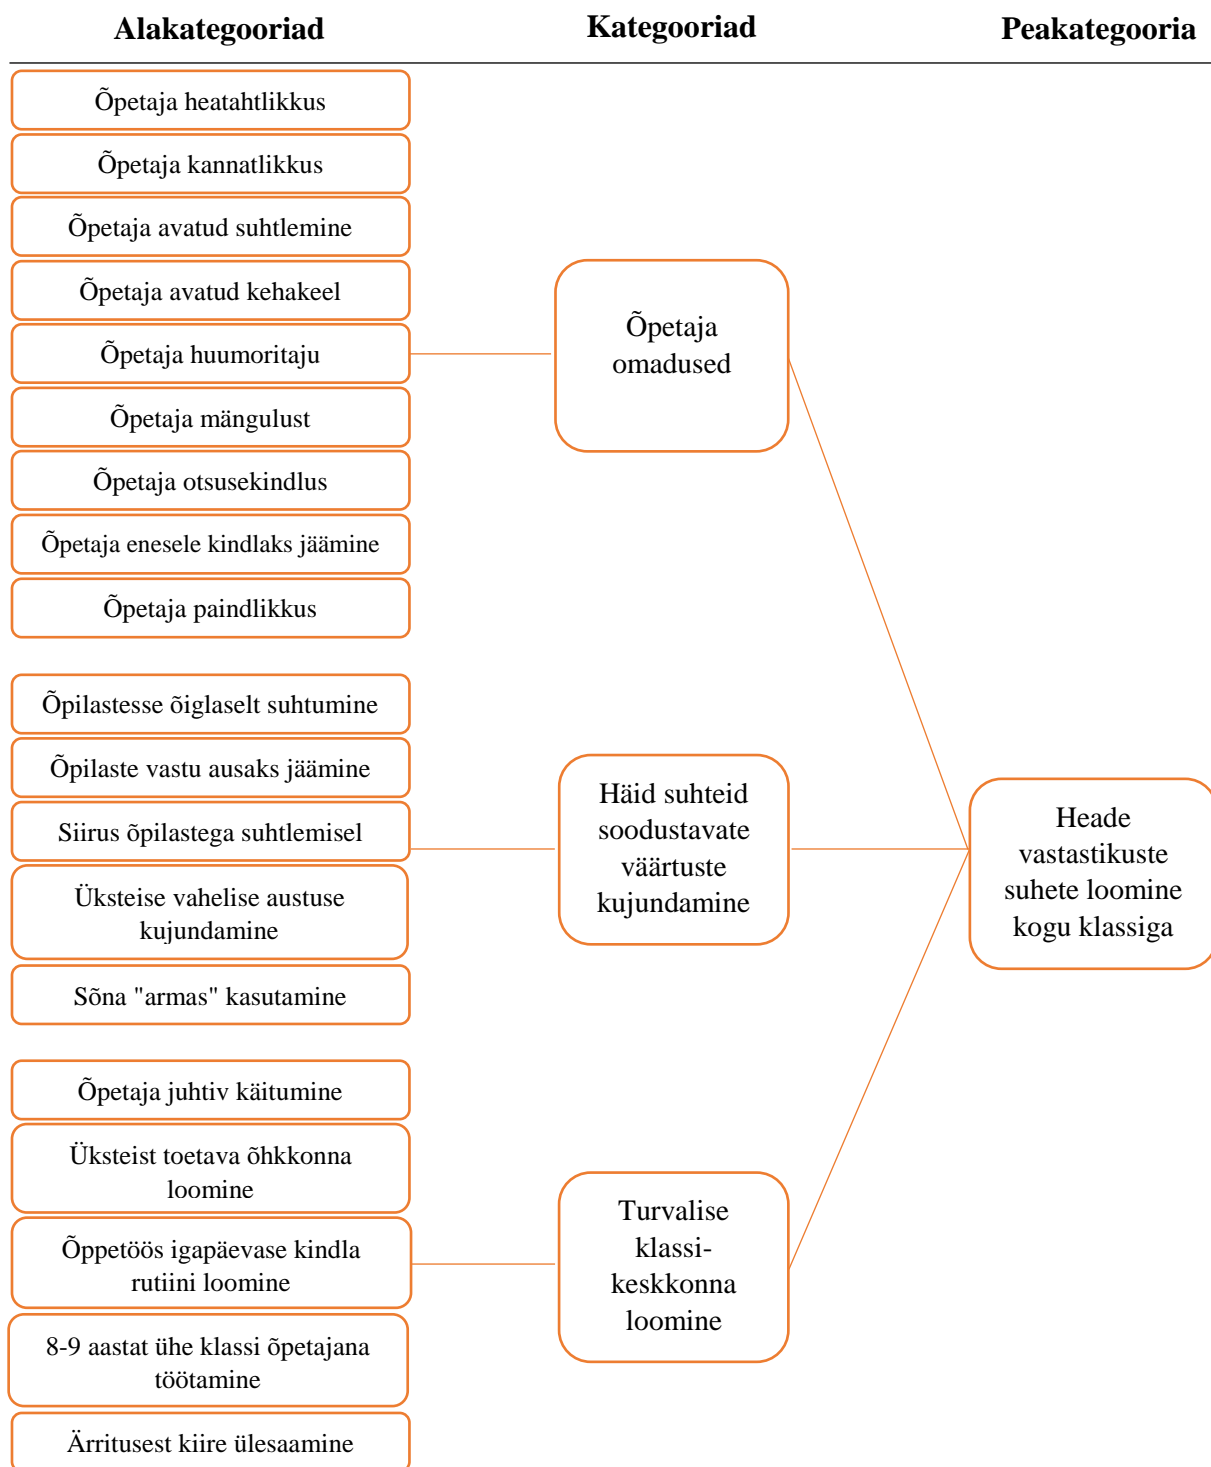 Alakategooriad
Kategooriad
Peakategooria
Õpetaja heatahtlikkus
Õpetaja kannatlikkus
Õpetaja avatud suhtlemine
Õpetaja avatud kehakeel
Õpetaja huumoritaju
Õpetaja mängulust
Õpetaja otsusekindlus
Õpetaja enesele kindlaks jäämine
Õpetaja paindlikkus
Õpetaja
omadused
Õpilastesse õiglaselt suhtumine
Õpilaste vastu ausaks jäämine
Siirus õpilastega suhtlemisel
Üksteise vahelise austuse
kujundamine
Sõna "armas" kasutamine
Häid suhteid
soodustavate
väärtuste
kujundamine
Õpetaja juhtiv käitumine
Üksteist toetava õhkkonna
loomine
Õppetöös igapäevase kindla
rutiini loomine
8-9 aastat ühe klassi õpetajana
töötamine
Ärritusest kiire ülesaamine
Turvalise
klassi-
keskkonna
loomine
Heade
vastastikuste
suhete loomine
kogu klassiga